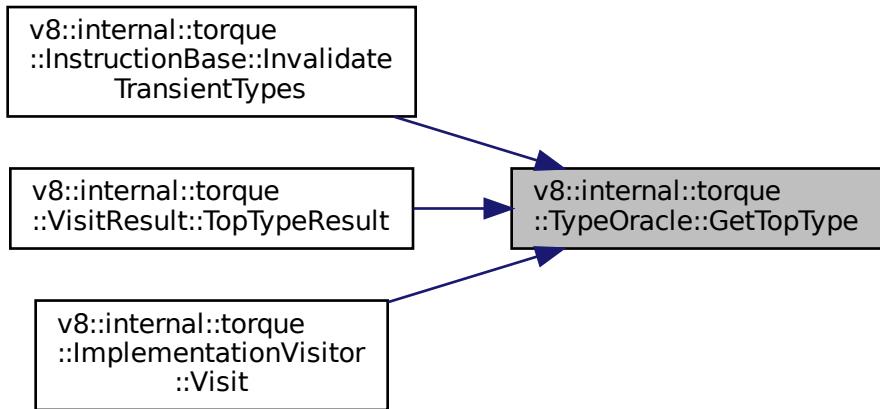 v8::internal::torque
::InstructionBase::Invalidate
TransientTypes
v8::internal::torque
::VisitResult::TopTypeResult
v8::internal::torque
::TypeOracle::GetTopType
v8::internal::torque
::ImplementationVisitor
::Visit